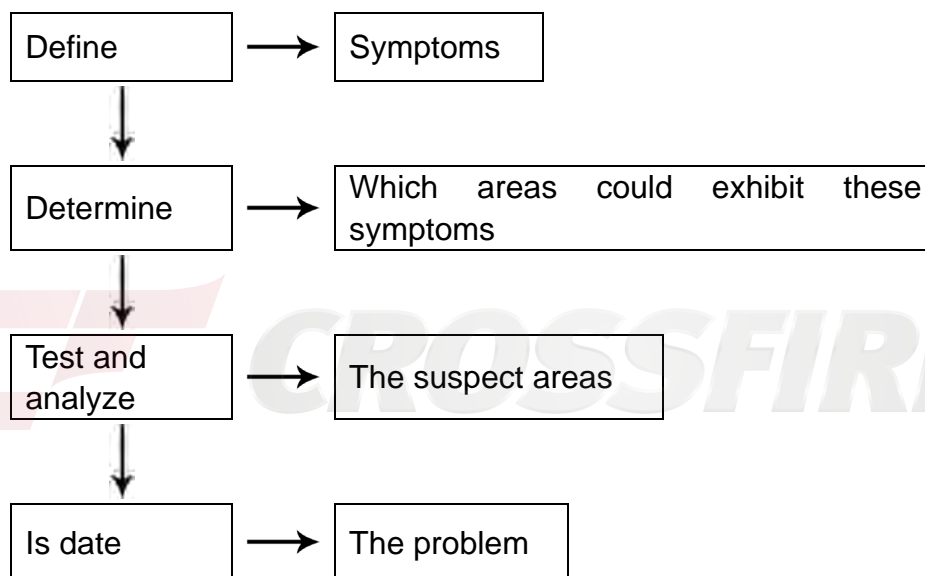 Define
Symptoms
Determine
Which areas could exhibit these
symptoms
Test and
analyze
The suspect areas
Is date
The problem
CROSSFIR